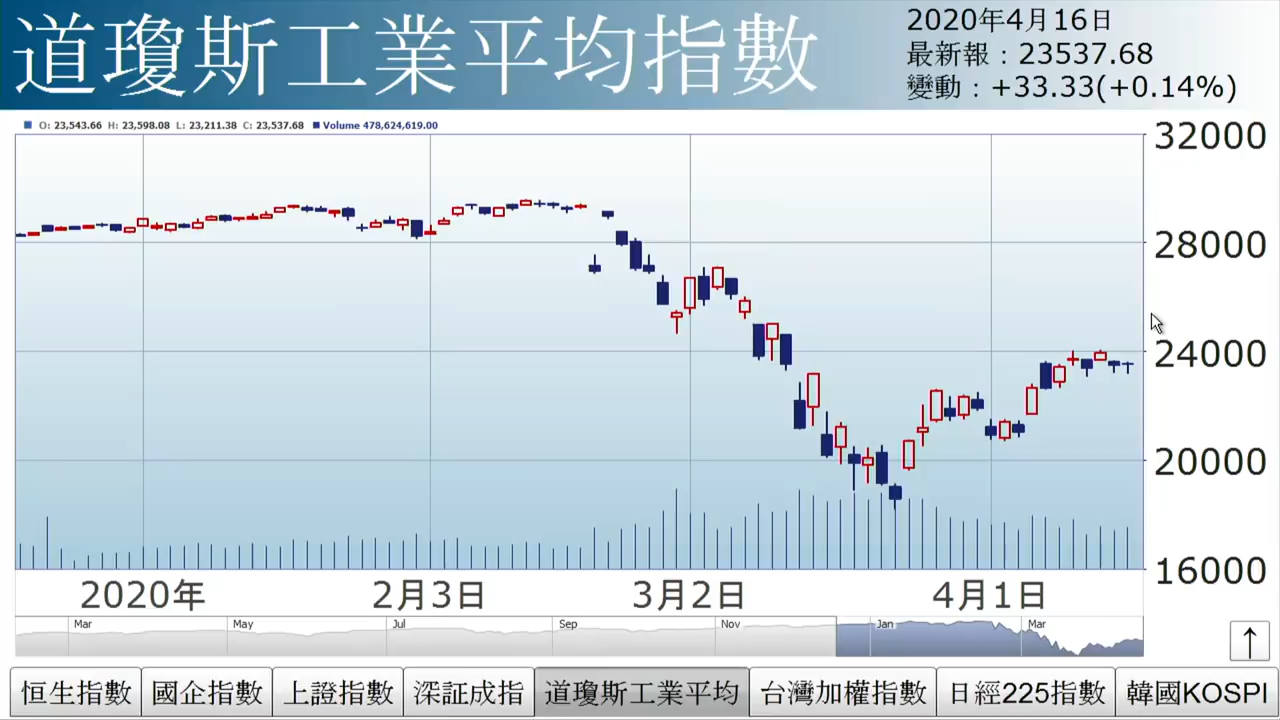 道瓊斯工業平均指數
2020年4月16日
最新報：23537.68
變動：+33.33(+0.14%)
O: 23,543.66 H: 23,598.08 L: 23,211.38 C: 23,537.68 Volume 478,624,619.00
32000
28000
24000
20000
16000
2020年 2月3日 3月2日 4月1日
Mar May Jul Sep Nov Jan Mar
恒生指數 國企指數 上證指數 深証成指 道瓊斯工業平均 台灣加權指數 日經225指數 韓國KOSPI